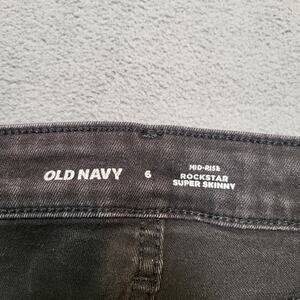 OLD NAVY 6 MID-RISE
ROCKSTAR
SUPER SKINNY